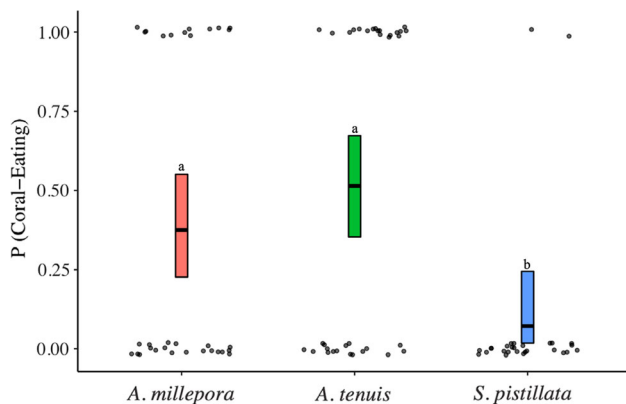 P (Coral−Eating)
1.00
0.75
0.50
0.25
0.00
a
a
b
A. millepora A. tenuis S. pistillata